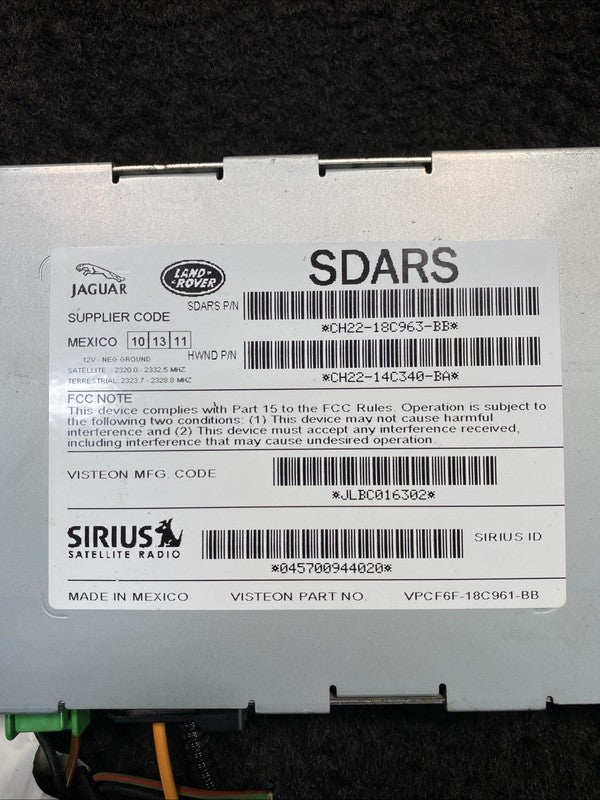 JAGUAR
LAND-
ROVER
SDARS
SDARS P/N
*CH22-18C963-BB*
SUPPLIER CODE
MEXICO 10 13 11
HWND P/N
*CH22-14C340-BA*
12V - NEG GROUND
SATELLITE : 2320.0 - 2332.5 MHZ
TERRESTRIAL: 2323.7 - 2328.8 MHZ
FCC NOTE
This device complies with Part 15 to the FCC Rules. Operation is subject to
the following two conditions: (1) This device may not cause harmful
interference and (2) This device must accept any interference received,
including interference that may cause undesired operation.
VISTEON MFG. CODE
*JLBC016302*
SIRIUS
SATELLITE RADIO
SIRIUS ID
*045700944020*
MADE IN MEXICO VISTEON PART NO. VPCF6F-18C961-BB